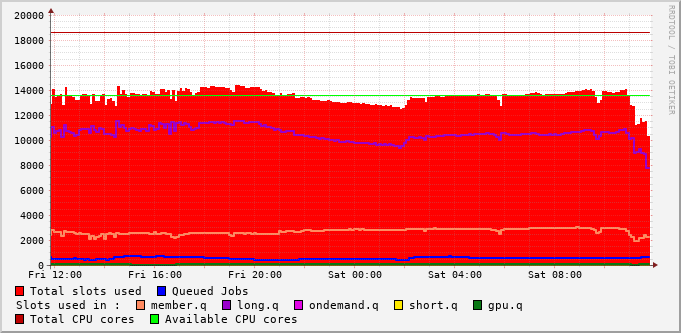 20000
18000
16000
14000
12000
10000
8000
6000
4000
2000
0
Fri 12:00 Fri 16:00 Fri 20:00 Sat 00:00 Sat 04:00 Sat 08:00
RRDTOOL / TOBI OETIKER
Total slots used Queued Jobs
Slots used in : member.q long.q ondemand.q short.q gpu.q
Total CPU cores Available CPU cores